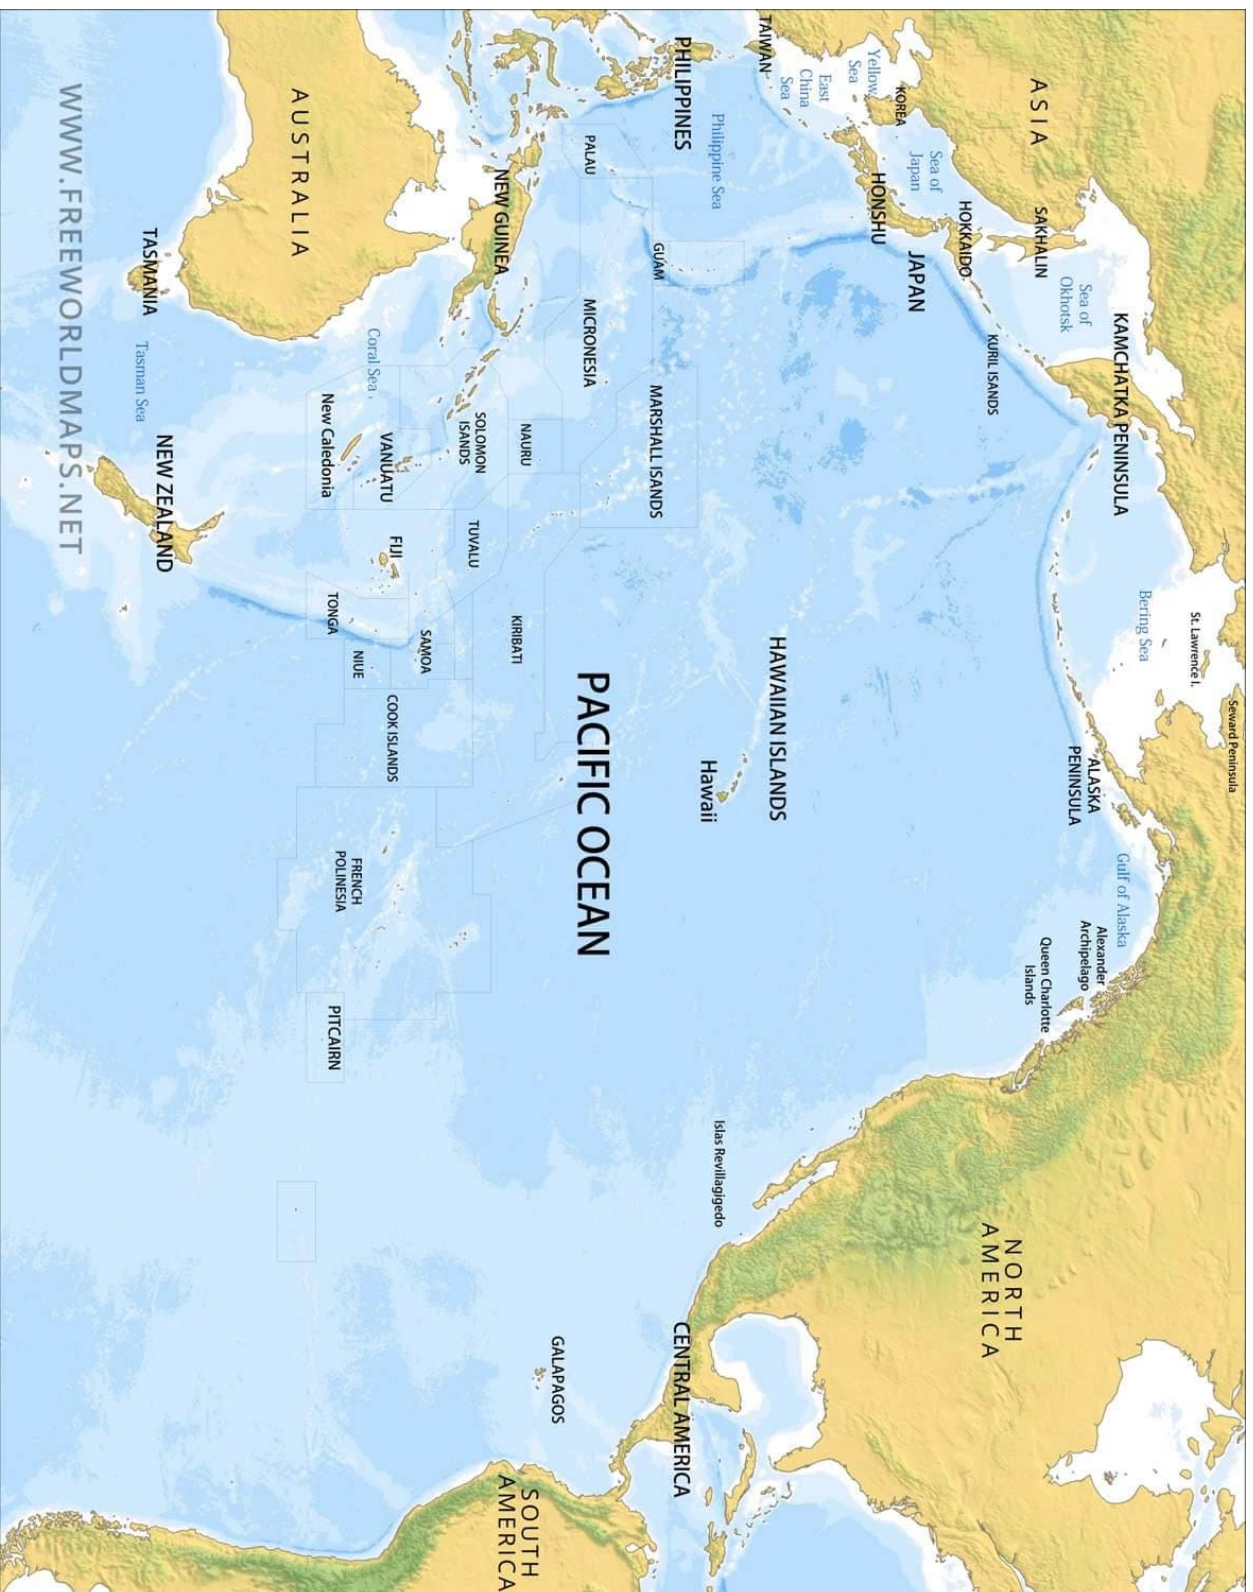 Seward Peninsula
St. Lawrence I.
ASIA
SAKHALIN
Sea of
Okhotsk
KAMCHATKA PENINSULA
Bering Sea
ALASKA
PENINSULA
Gulf of Alaska
Alexander
Archipelago
Queen Charlotte
Islands
NORTH
AMERICA
Yellow
Sea
KOREA
Sea of
Japan
HOKKAIDO
KURIL ISANDS
HONSHU
JAPAN
East
China
Sea
TAIWAN
PHILIPPINES
Philippine Sea
HAWAIIAN ISLANDS
Hawaii
Islas Revillagigedo
GUAM
MARSHALL ISANDS
CENTRAL AMERICA
PALAU
MICRONESIA
PACIFIC OCEAN
GALAPAGOS
NEW GUINEA
NAURU
KIRIBATI
SOUTH
AMERICA
SOLOMON
ISANDS
TUVALU
SAMOA
VANUATU
FIJI
COOK ISLANDS
Coral Sea
New Caledonia
TONGA
NIUE
FRENCH
POLINESIA
PITCAIRN
AUSTRALIA
TASMANIA
Tasman Sea
NEW ZEALAND
WWW.FREEWORLDMAPS.NET